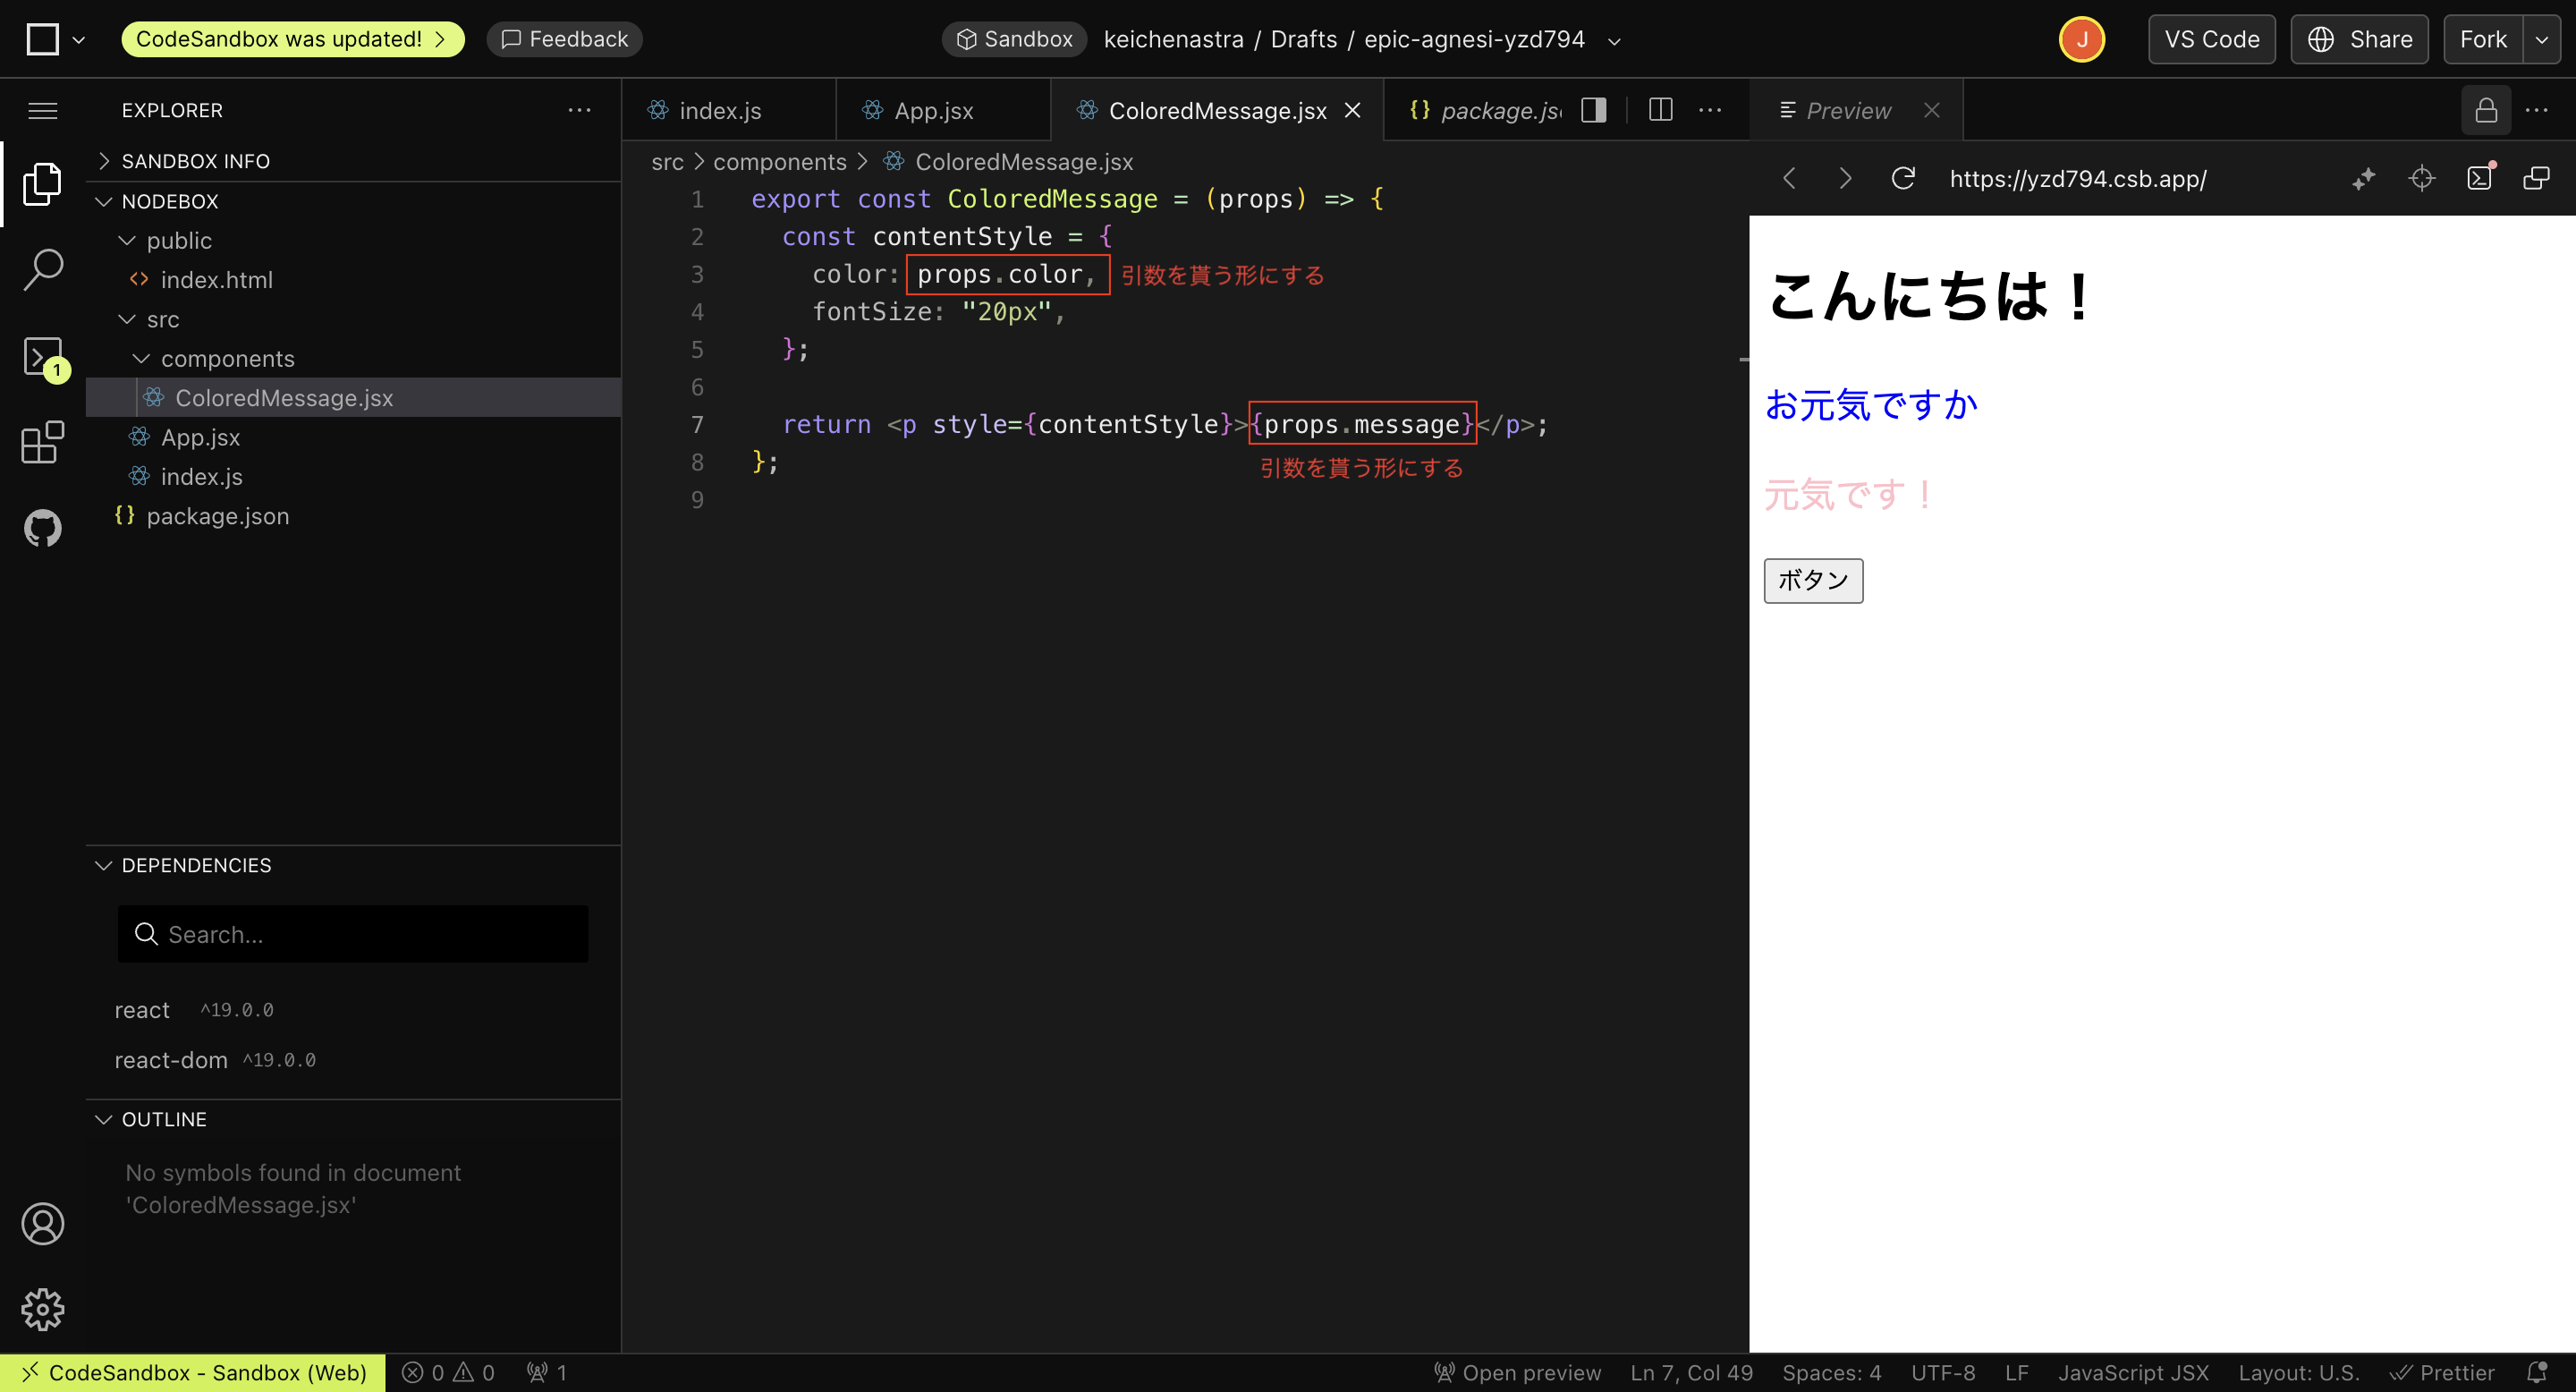 CodeSandbox was updated!
Feedback
Sandbox
keichenastra / Drafts / epic-agnesi-yzd794
J
VS Code
Share
Fork
EXPLORER
SANDBOX INFO
NODEBOX
public
index.html
src
components
ColoredMessage.jsx
App.jsx
index.js
package.json
1
DEPENDENCIES
Search...
react ^19.0.0
react-dom ^19.0.0
OUTLINE
No symbols found in document
'ColoredMessage.jsx'
index.js
App.jsx
ColoredMessage.jsx
package.js
src > components > ColoredMessage.jsx
1 export const ColoredMessage = (props) => {
2 const contentStyle = {
3 color: props.color, 引数を貰う形にする
4 fontSize: "20px",
5 };
6
7 return <p style={contentStyle}>{props.message}</p>;
8 };
引数を貰う形にする
9
Preview
https://yzd794.csb.app/
こんにちは！
お元気ですか
元気です！
ボタン
CodeSandbox - Sandbox (Web)
0
0
1
Open preview
Ln 7, Col 49
Spaces: 4
UTF-8
LF
JavaScript JSX
Layout: U.S.
Prettier